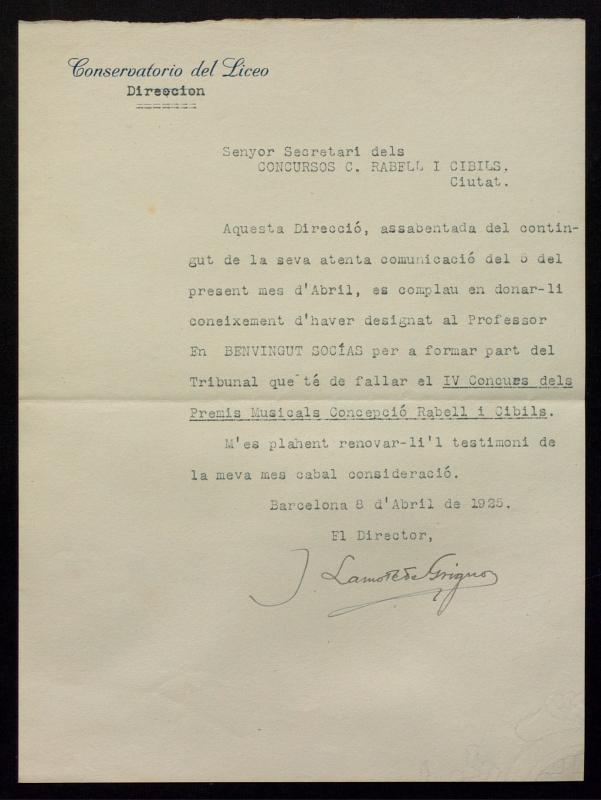 Conservatorio del Liceo
Direccion
Senyor Secretari dels
CONCURSOS C. RABELL I CIBILS.
Ciutat.
Aquesta Direcció, assabentada del contin-
gut de la seva atenta comunicació del 5 del
present mes d'Abril, es complau en donar-li
coneixement d'haver designat al Professor
En BENVINGUT SOCÍAS per a formar part del
Tribunal que té de fallar el IV Concurs dels
Premis Musicals Concepció Rabell i Cibils.
M'es plahent renovar-li'l testimoni de
la meva mes cabal consideració.
Barcelona 8 d'Abril de 1925.
El Director,
J. Lamote de Grignon